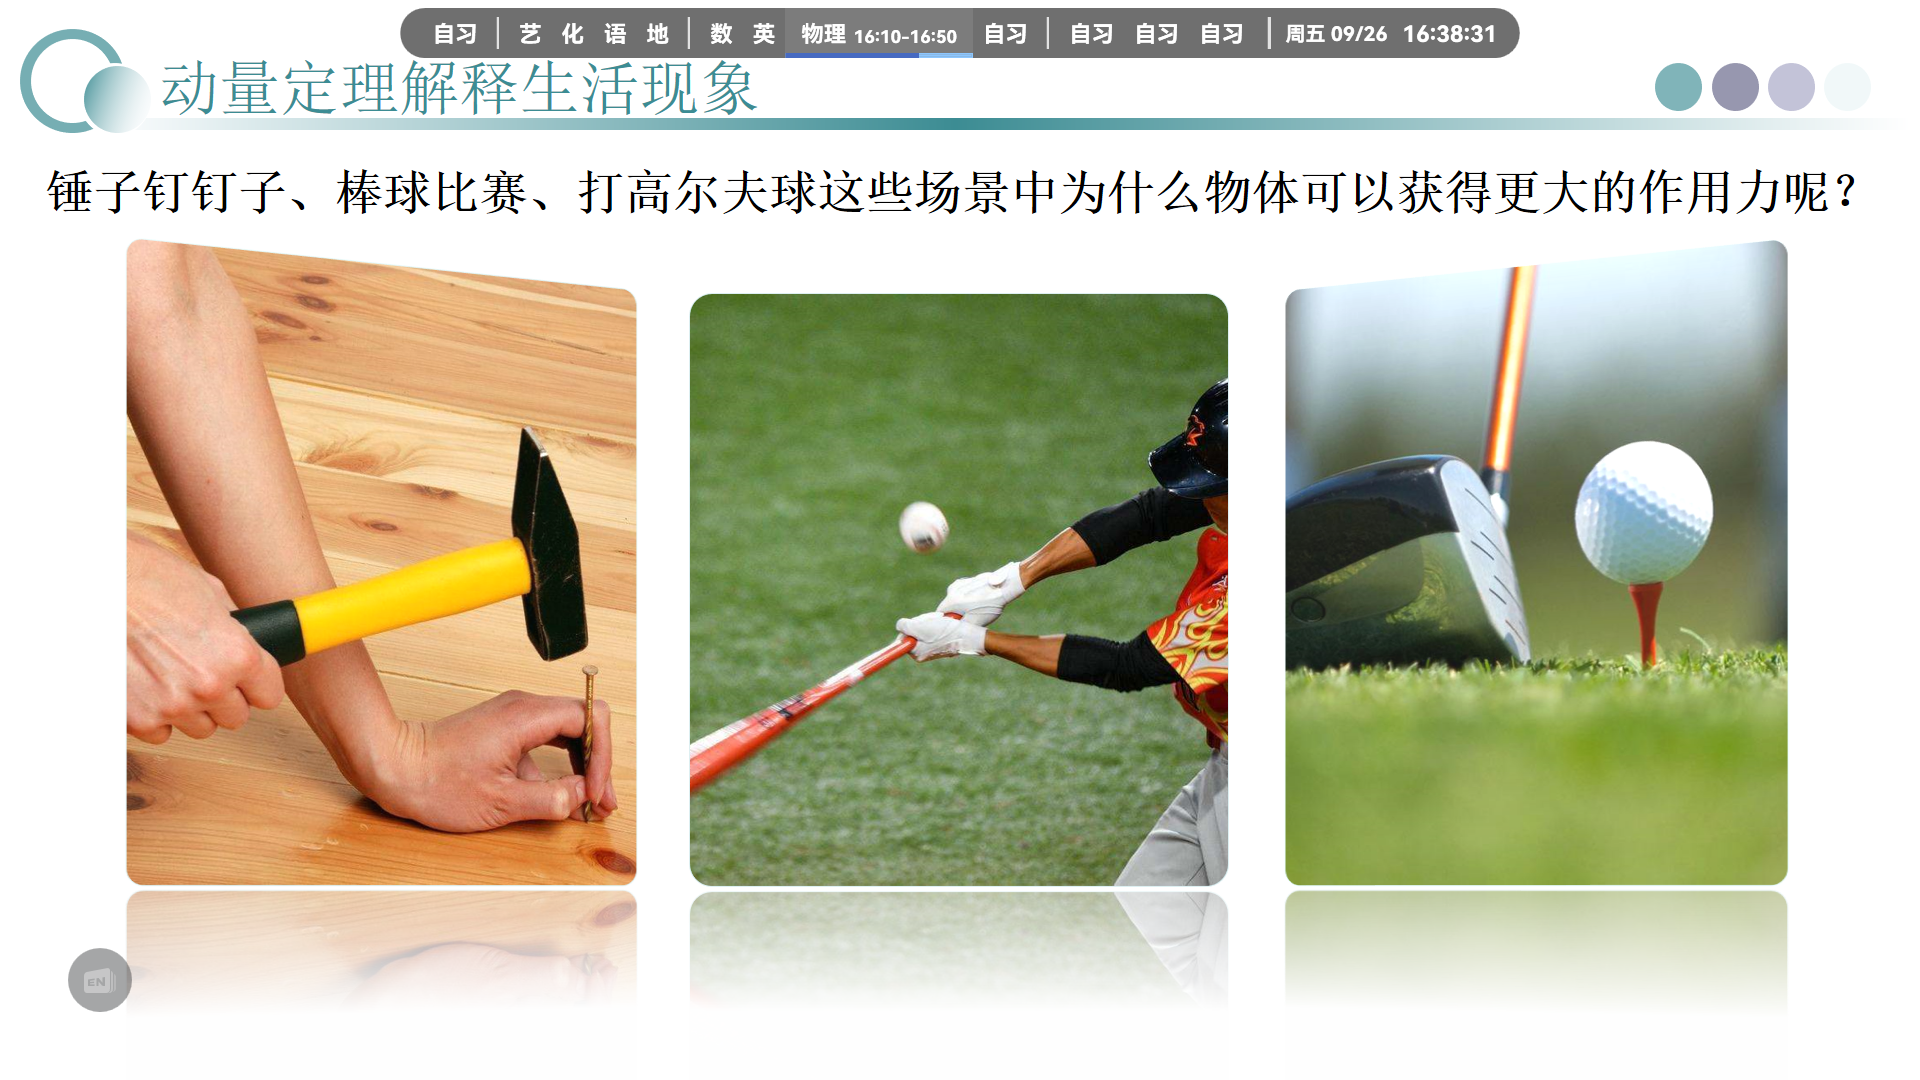 自习 艺 化 语 地 数 英 物理 16:10-16:50 自习 自习 自习 自习 周五 09/26 16:38:31
动量定理解释生活现象
锤子钉钉子、棒球比赛、打高尔夫球这些场景中为什么物体可以获得更大的作用力呢？
EN